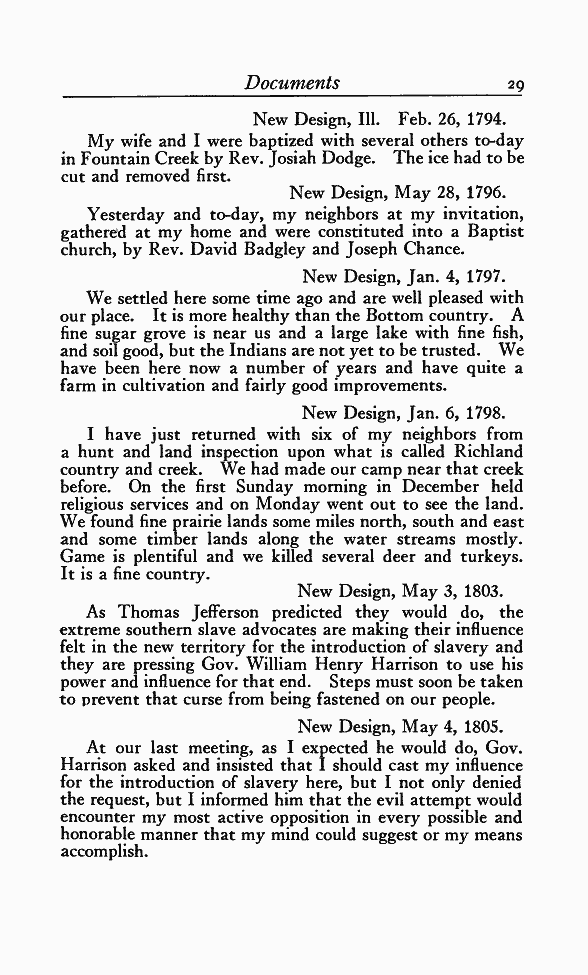 Documents 29
New Design, Ill. Feb. 26, 1794.
My wife and I were baptized with several others to-day
in Fountain Creek by Rev. Josiah Dodge. The ice had to be
cut and removed first.
New Design, May 28, 1796.
Yesterday and to-day, my neighbors at my invitation,
gathered at my home and were constituted into a Baptist
church, by Rev. David Badgley and Joseph Chance.
New Design, Jan. 4, 1797.
We settled here some time ago and are well pleased with
our place. It is more healthy than the Bottom country. A
fine sugar grove is near us and a large lake with fine fish,
and soil good, but the Indians are not yet to be trusted. We
have been here now a number of years and have quite a
farm in cultivation and fairly good improvements.
New Design, Jan. 6, 1798.
I have just returned with six of my neighbors from
a hunt and land inspection upon what is called Richland
country and creek. We had made our camp near that creek
before. On the first Sunday morning in December held
religious services and on Monday went out to see the land.
We found fine prairie lands some miles north, south and east
and some timber lands along the water streams mostly.
Game is plentiful and we killed several deer and turkeys.
It is a fine country.
New Design, May 3, 1803.
As Thomas Jefferson predicted they would do, the
extreme southern slave advocates are making their influence
felt in the new territory for the introduction of slavery and
they are pressing Gov. William Henry Harrison to use his
power and influence for that end. Steps must soon be taken
to prevent that curse from being fastened on our people.
New Design, May 4, 1805.
At our last meeting, as I expected he would do, Gov.
Harrison asked and insisted that I should cast my influence
for the introduction of slavery here, but I not only denied
the request, but I informed him that the evil attempt would
encounter my most active opposition in every possible and
honorable manner that my mind could suggest or my means
accomplish.